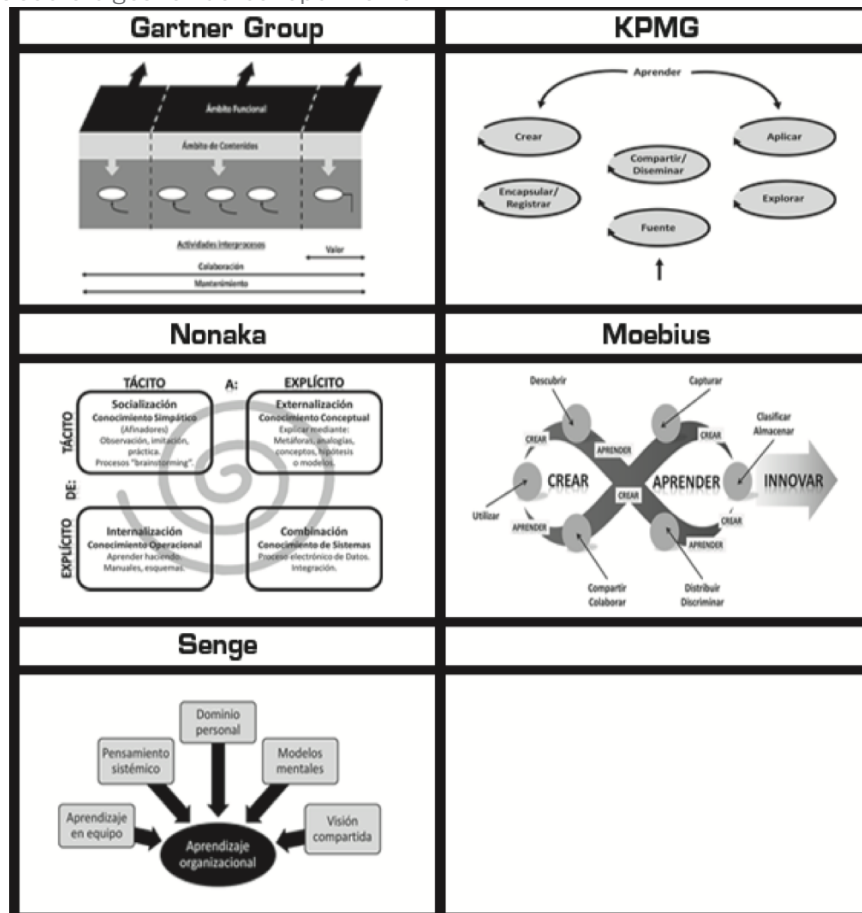 Gartner Group
Ámbito Funcional
Ámbito de Contenidos
Actividades interprocesos
Valor
Colaboración
Mantenimiento
KPMG
Aprender
Crear
Aplicar
Compartir/
Diseminar
Encapsular/
Registrar
Explorar
Fuente
Nonaka
TÁCITO
A:
EXPLÍCITO
DE:
TÁCITO
EXPLÍCITO
Socialización
Conocimiento Simpático
(Afinadores)
Observación, imitación,
práctica.
Procesos "brainstorming".
Externalización
Conocimiento Conceptual
Explicar mediante:
Metáforas, analogías,
conceptos, hipótesis
o modelos.
Internalización
Conocimiento Operacional
Aprender haciendo.
Manuales, esquemas.
Combinación
Conocimiento de Sistemas
Proceso electrónico de Datos.
Integración.
Moebius
Descubrir
Capturar
Clasificar
Almacenar
CREAR
APRENDER
CREAR
CREAR
APRENDER
INNOVAR
CREAR
Utilizar
APRENDER
CREAR
APRENDER
Compartir
Colaborar
Distribuir
Discriminar
Senge
Dominio
personal
Pensamiento
sistémico
Modelos
mentales
Aprendizaje
en equipo
Visión
compartida
Aprendizaje
organizacional